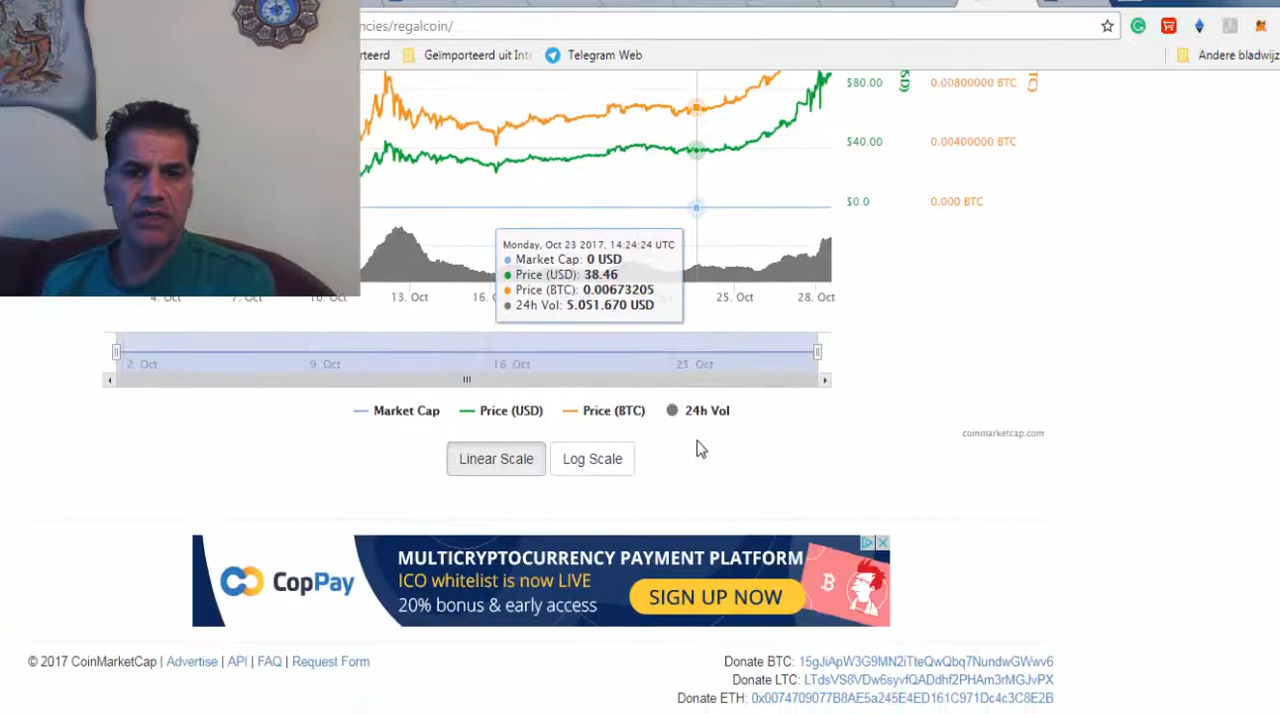 ncies/regalcoin/
teerd
Geïmporteerd uit Inte
Telegram Web
Andere bladwijz
$80.00
SD)
0.00800000 BTC
TC)
$40.00
0.00400000 BTC
$0.0
0.000 BTC
Monday, Oct 23 2017, 14:24:24 UTC
Market Cap: 0 USD
Price (USD): 38.46
Price (BTC): 0.00673205
24h Vol: 5.051.670 USD
4. Oct
7. Oct
10. Oct
13. Oct
16.
25. Oct
28. Oct
2. Oct
9. Oct
16 Oct
23. Oct
Market Cap
Price (USD)
Price (BTC)
24h Vol
coinmarketcap.com
Linear Scale
Log Scale
CopPay
MULTICRYPTOCURRENCY PAYMENT PLATFORM
ICO whitelist is now LIVE
20% bonus & early access
SIGN UP NOW
© 2017 CoinMarketCap | Advertise | API | FAQ | Request Form
Donate BTC: 15gJiApW3G9MN2iTteQwQbq7NundwGWwv6
Donate LTC: LTdsVS8VDw6syvfQADdhf2PHAm3rMGJvPX
Donate ETH: 0x0074709077B8AE5a245E4ED161C971Dc4c3C8E2B